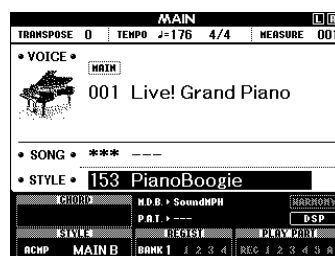 MAIN L R
TRANSPOSE 0 TEMPO ♩=176 4/4 MEASURE 001
• VOICE •
MAIN
001 Live! Grand Piano
• SONG • *** ---
• STYLE • 153 PianoBoogie
CHORD M.D.B. ▸ SoundMPH HARMONY
P.A.T. ▸ --- DSP
STYLE REGIST PLAY PART
ACMP MAIN B BANK 1 1 2 3 4 REC 1 2 3 4 5 A